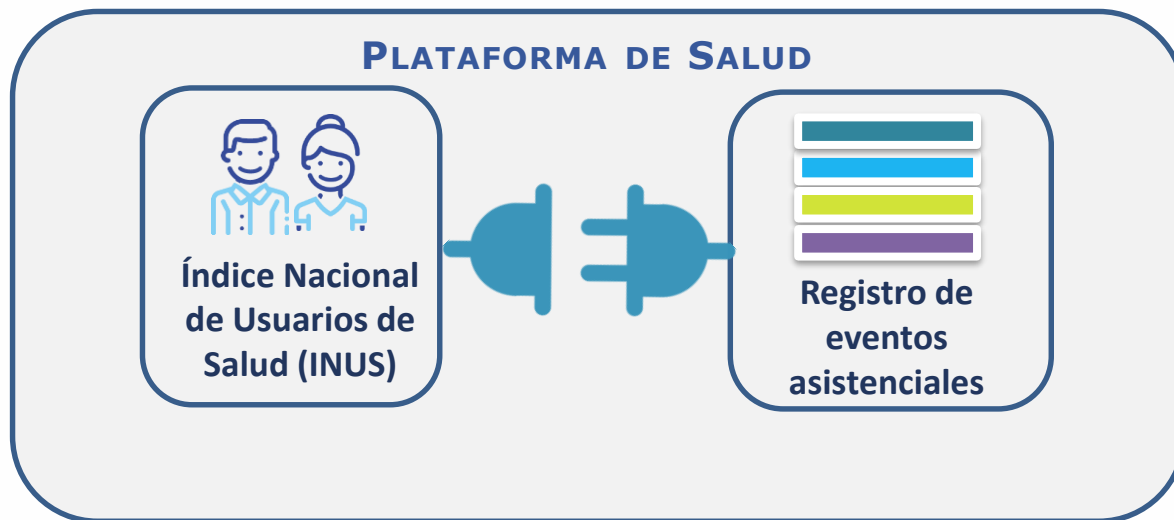 PLATAFORMA DE SALUD
Índice Nacional
de Usuarios de
Salud (INUS)
Registro de
eventos
asistenciales